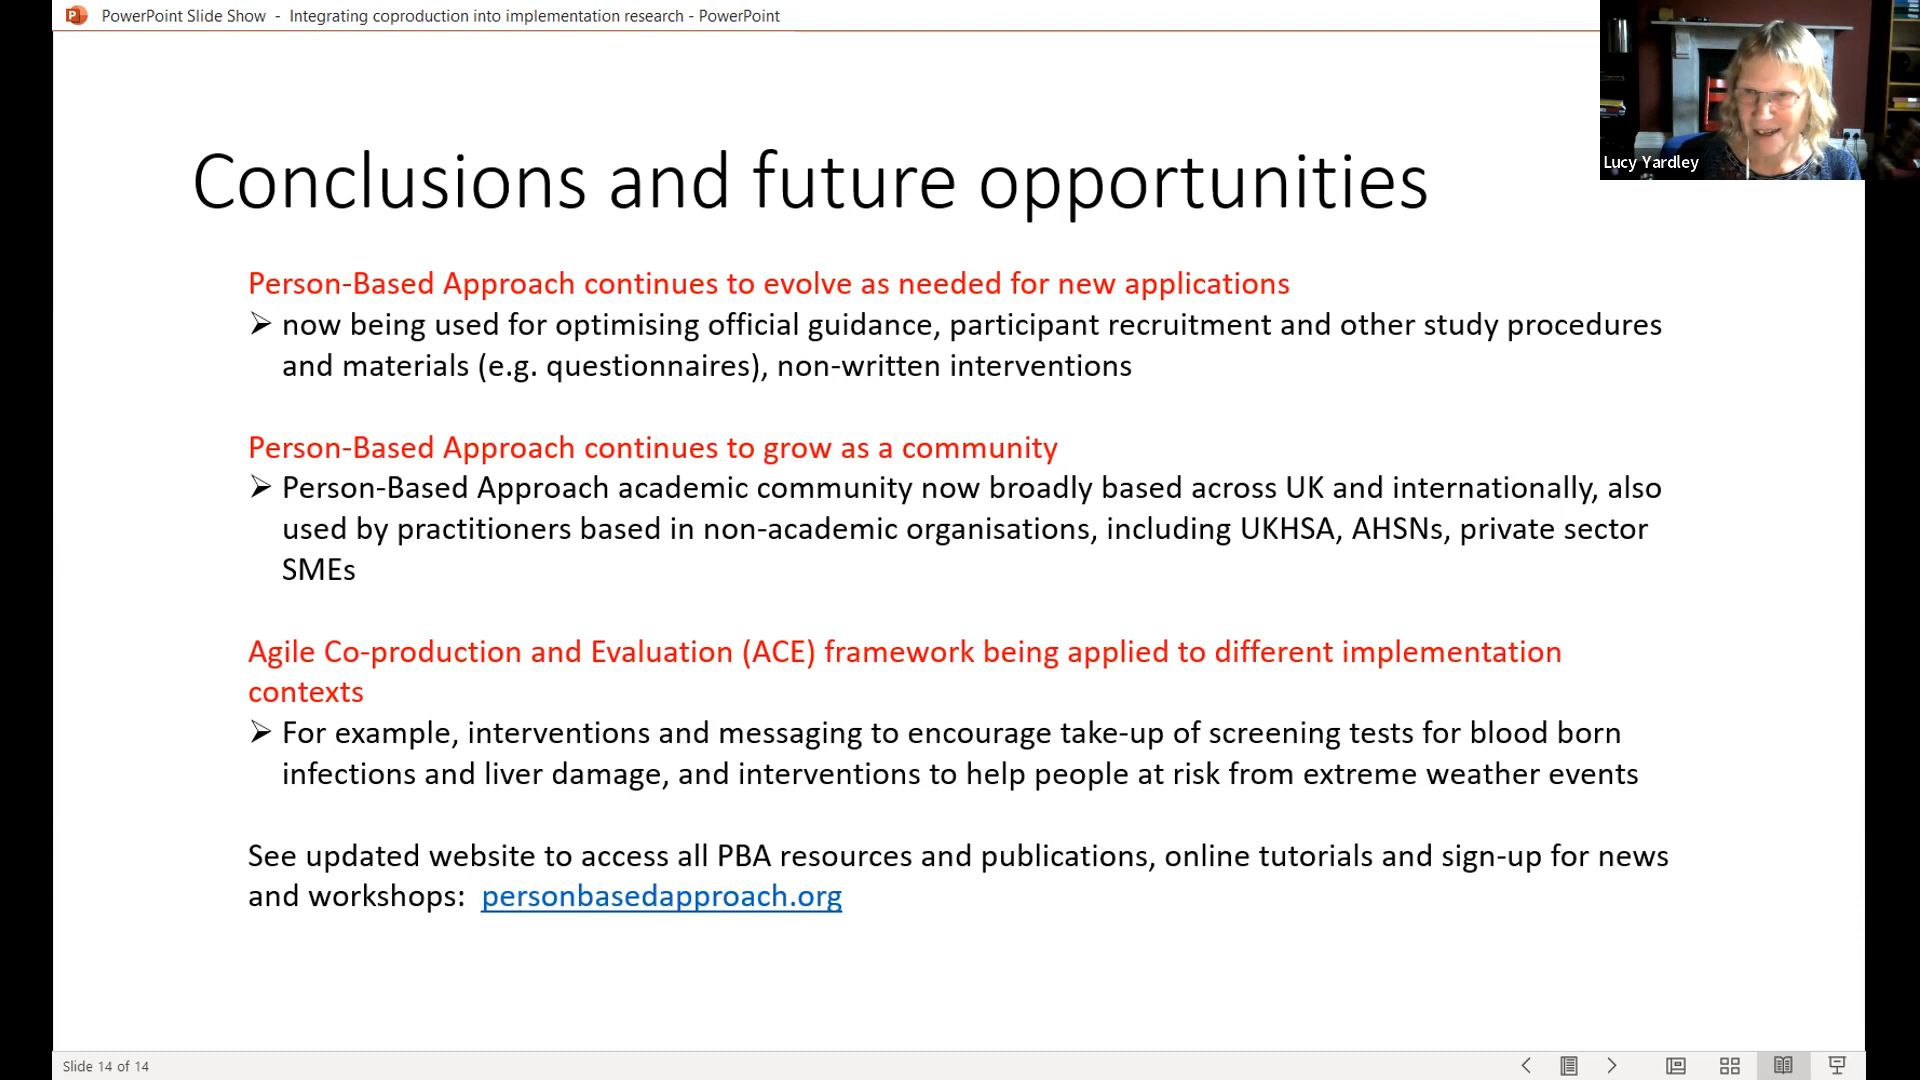 PowerPoint Slide Show - Integrating coproduction into implementation research - PowerPoint
Lucy Yardley
Conclusions and future opportunities
Person-Based Approach continues to evolve as needed for new applications
now being used for optimising official guidance, participant recruitment and other study procedures
and materials (e.g. questionnaires), non-written interventions
Person-Based Approach continues to grow as a community
Person-Based Approach academic community now broadly based across UK and internationally, also
used by practitioners based in non-academic organisations, including UKHSA, AHSNs, private sector
SMEs
Agile Co-production and Evaluation (ACE) framework being applied to different implementation
contexts
For example, interventions and messaging to encourage take-up of screening tests for blood born
infections and liver damage, and interventions to help people at risk from extreme weather events
See updated website to access all PBA resources and publications, online tutorials and sign-up for news
and workshops: personbasedapproach.org
Slide 14 of 14